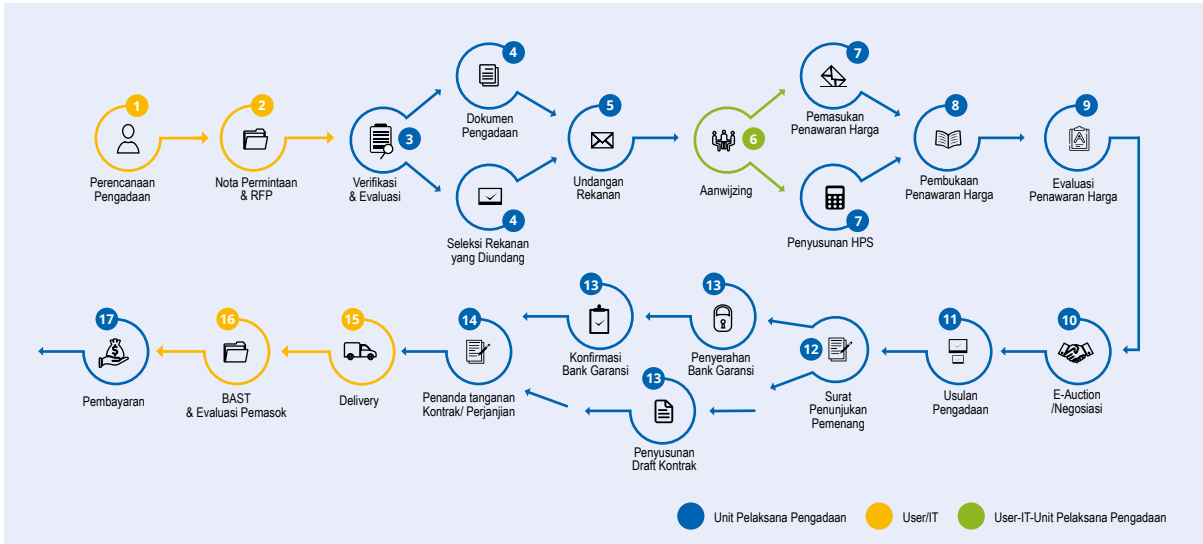 1
Perencanaan
Pengadaan
2
Nota Permintaan
& RFP
3
Verifikasi
& Evaluasi
4
Dokumen
Pengadaan
4
Seleksi Rekanan
yang Diundang
5
Undangan
Rekanan
6
Aanwijzing
7
Pemasukan
Penawaran Harga
7
Penyusunan HPS
8
Pembukaan
Penawaran Harga
9
Evaluasi
Penawaran Harga
10
E-Auction
/Negosiasi
11
Usulan
Pengadaan
12
Surat
Penunjukan
Pemenang
13
Penyerahan
Bank Garansi
13
Konfirmasi
Bank Garansi
13
Penyusunan
Draft Kontrak
14
Penanda tanganan
Kontrak/ Perjanjian
15
Delivery
16
BAST
& Evaluasi Pemasok
17
Pembayaran
Unit Pelaksana Pengadaan
User/IT
User-IT-Unit Pelaksana Pengadaan